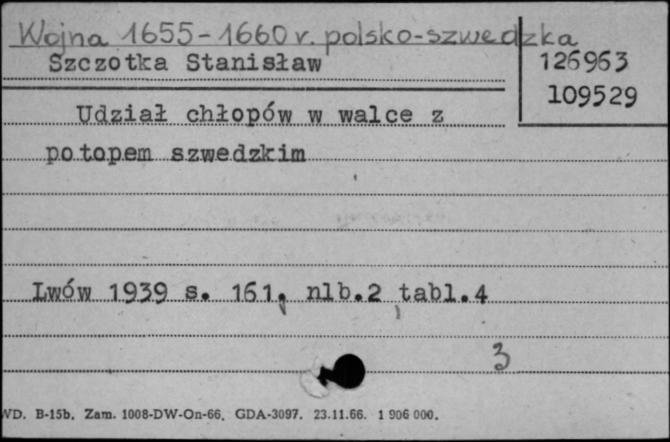 Wojna 1655-1660 r. polsko-szwedzka
Szczotka Stanisław
126963
109529
Udział chłopów w walce z
potopem szwedzkim
Lwów 1939 s. 161, nlb.2 tabl.4
3
WD. B-15b. Zam. 1008-DW-On-66. GDA-3097. 23.11.66. 1 906 000.